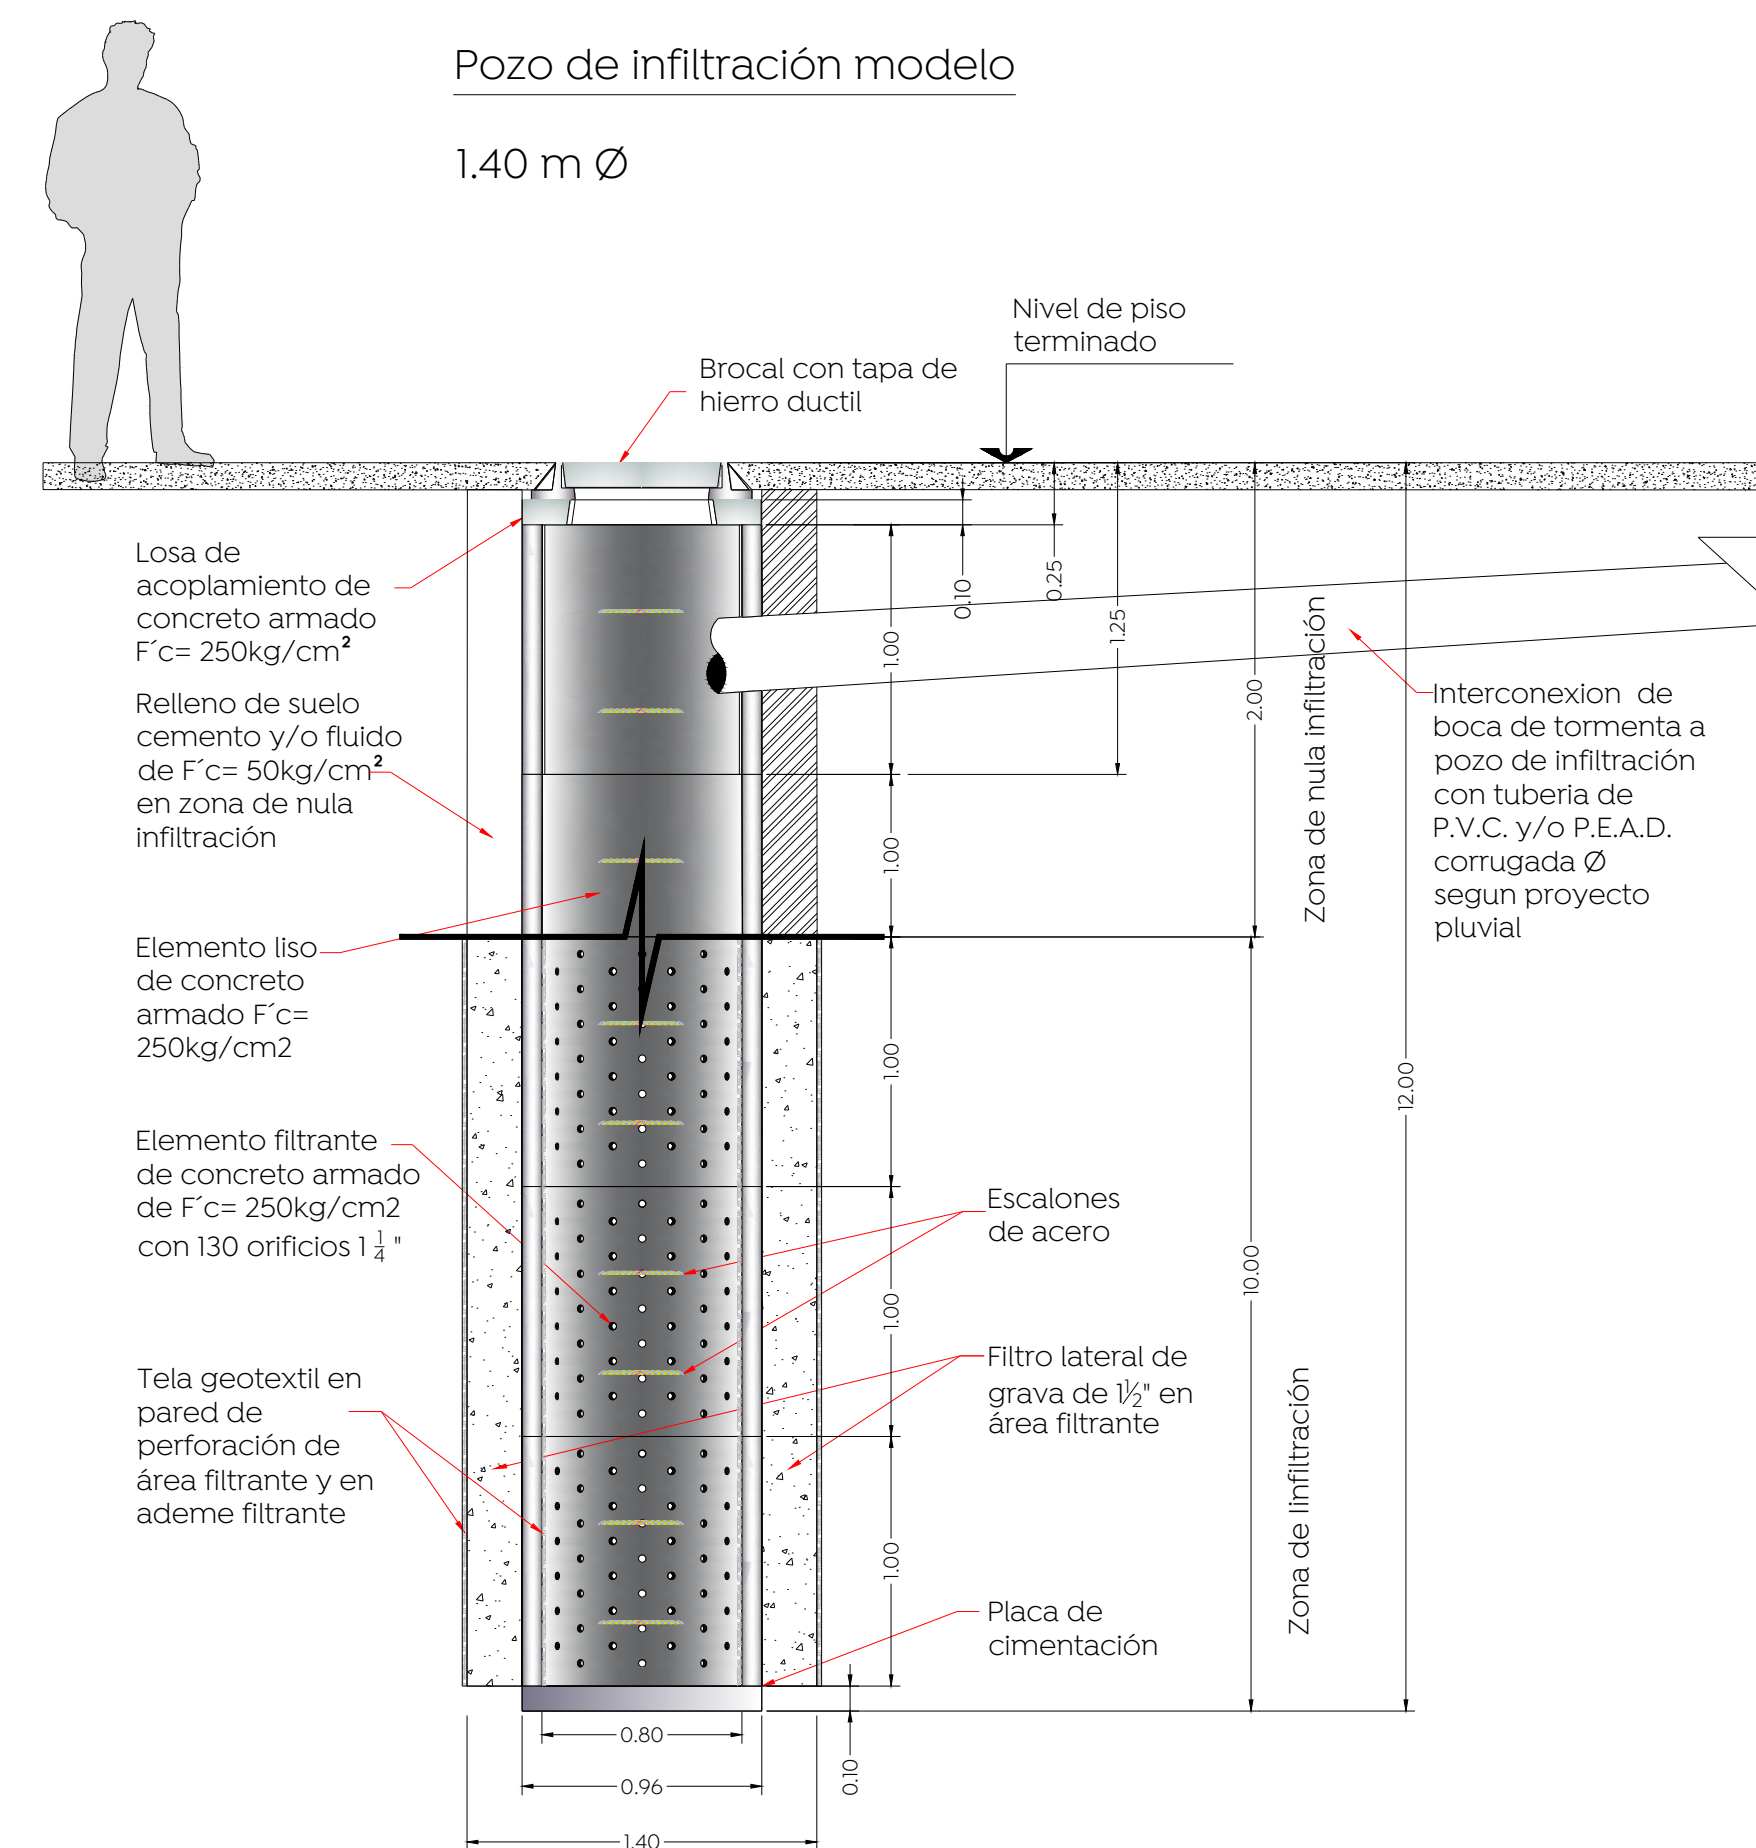 Pozo de infiltración modelo
1.40 m Ø
Nivel de piso
terminado
Brocal con tapa de
hierro ductil
Losa de
acoplamiento de
concreto armado
F´c= 250kg/cm²
Relleno de suelo
cemento y/o fluido
de F´c= 50kg/cm²
en zona de nula
infiltración
Elemento liso
de concreto
armado F´c=
250kg/cm2
Elemento filtrante
de concreto armado
de F´c= 250kg/cm2
con 130 orificios 1 1/4 "
Tela geotextil en
pared de
perforación de
área filtrante y en
ademe filtrante
Interconexion de
boca de tormenta a
pozo de infiltración
con tuberia de
P.V.C. y/o P.E.A.D.
corrugada Ø
segun proyecto
pluvial
Escalones
de acero
Filtro lateral de
grava de 1½" en
área filtrante
Placa de
cimentación
Zona de nula infiltración
Zona de Iinfiltración
0.10
0.25
1.25
1.00
2.00
1.00
1.00
12.00
10.00
1.00
1.00
0.10
0.80
0.96
1.40